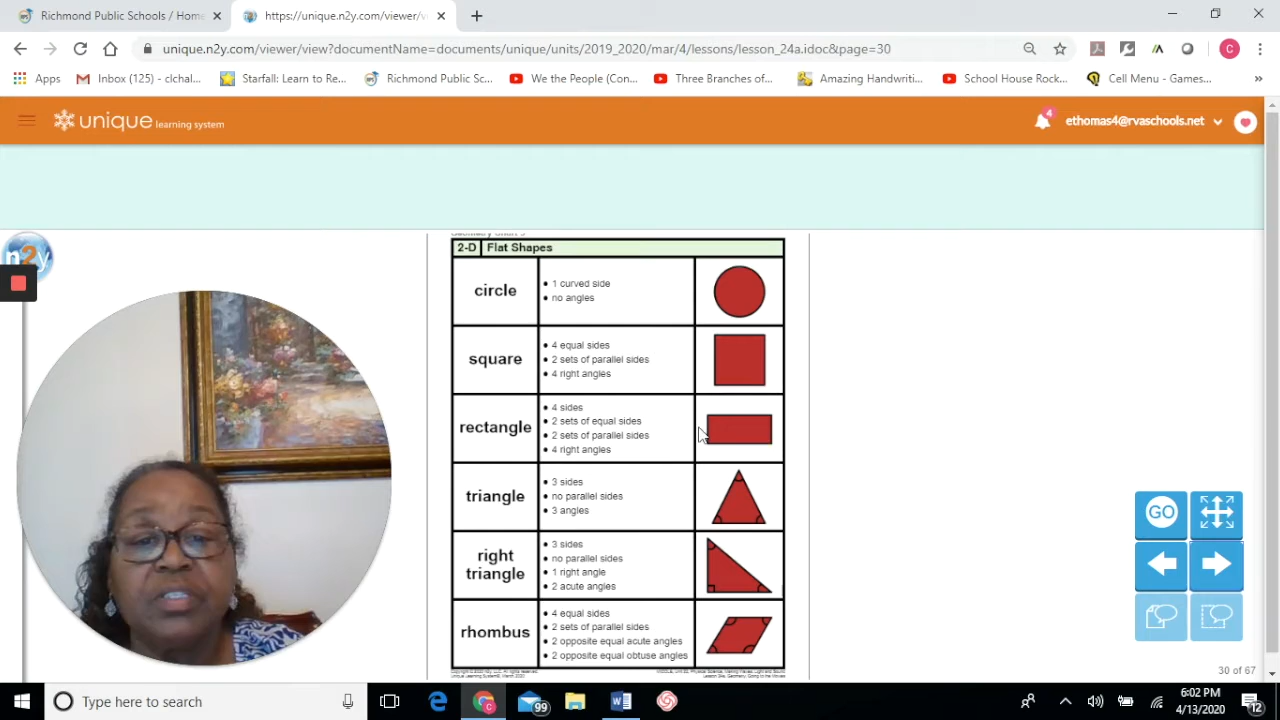 Richmond Public Schools / Home
https://unique.n2y.com/viewer/v
unique.n2y.com/viewer/view?documentName=documents/unique/units/2019_2020/mar/4/lessons/lesson_24a.idoc&page=30
C
Apps
Inbox (125) - clchal...
Starfall: Learn to Re...
Richmond Public Sc...
We the People (Con...
Three Branches of...
Amazing Handwriti...
School House Rock...
Cell Menu - Games...
»
unique learning system
4
ethomas4@rvaschools.net
n2y
2-D Flat Shapes
circle
• 1 curved side
• no angles
square
• 4 equal sides
• 2 sets of parallel sides
• 4 right angles
rectangle
• 4 sides
• 2 sets of equal sides
• 2 sets of parallel sides
• 4 right angles
triangle
• 3 sides
• no parallel sides
• 3 angles
right
triangle
• 3 sides
• no parallel sides
• 1 right angle
• 2 acute angles
rhombus
• 4 equal sides
• 2 sets of parallel sides
• 2 opposite equal acute angles
• 2 opposite equal obtuse angles
GO
30 of 67
Type here to search
99
6:02 PM
4/13/2020
12